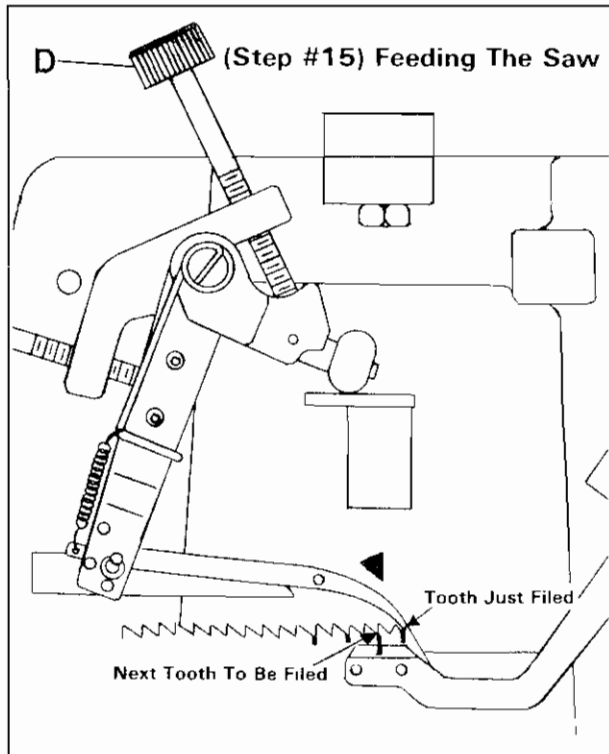 D (Step #15) Feeding The Saw
Tooth Just Filed
Next Tooth To Be Filed